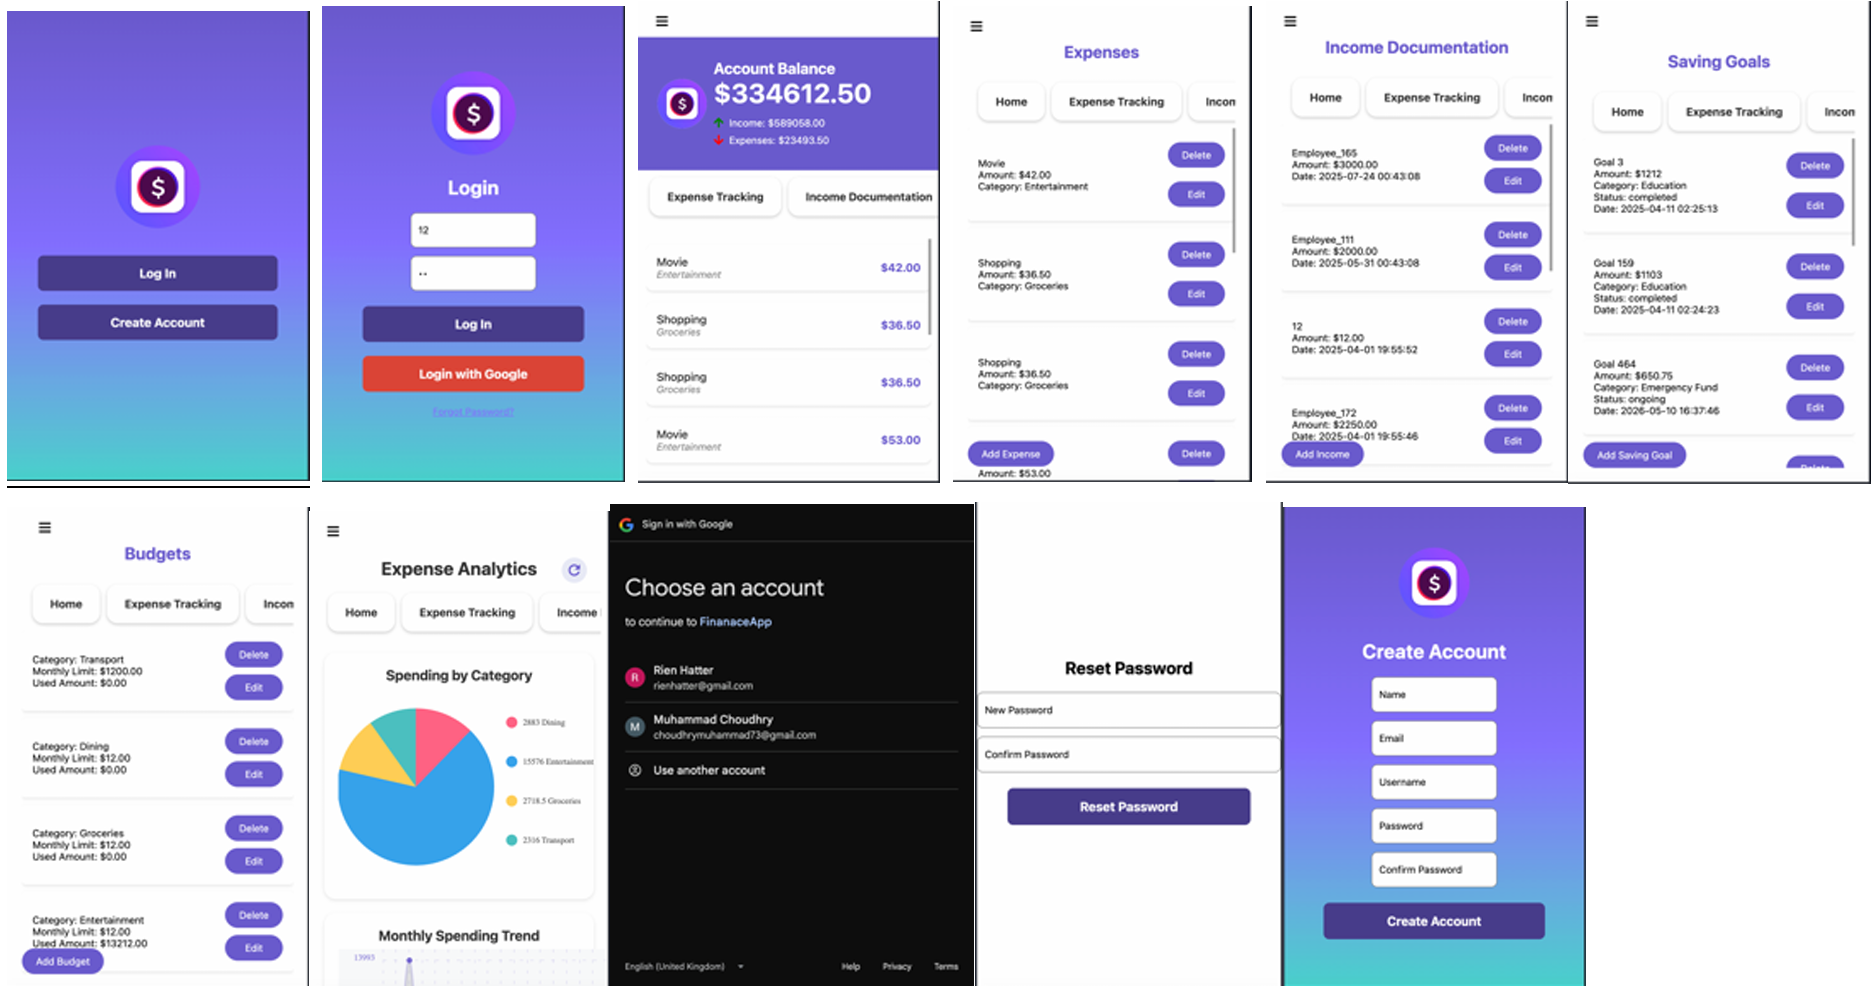 $
Log In
Create Account
$
Login
12
••
Log In
Login with Google
Forgot Password?
Account Balance
$334612.50
$
Income: $589058.00
Expenses: $23493.50
Expense Tracking
Income Documentation
Movie
Entertainment
$42.00
Shopping
Groceries
$36.50
Shopping
Groceries
$36.50
Movie
Entertainment
$53.00
Expenses
Home
Expense Tracking
Incon
Movie
Amount: $42.00
Category: Entertainment
Delete
Edit
Shopping
Amount: $36.50
Category: Groceries
Delete
Edit
Shopping
Amount: $36.50
Category: Groceries
Delete
Edit
Add Expense
Delete
Amount: $53.00
Income Documentation
Home
Expense Tracking
Incon
Employee_165
Amount: $3000.00
Date: 2025-07-24 00:43:08
Delete
Edit
Employee_111
Amount: $2000.00
Date: 2025-05-31 00:43:08
Delete
Edit
12
Amount: $12.00
Date: 2025-04-01 19:55:52
Delete
Edit
Employee_172
Amount: $2250.00
Date: 2025-04-01 19:55:46
Delete
Edit
Add Income
Saving Goals
Home
Expense Tracking
Incon
Goal 3
Amount: $1212
Category: Education
Status: completed
Date: 2025-04-11 02:25:13
Delete
Edit
Goal 159
Amount: $1103
Category: Education
Status: completed
Date: 2025-04-11 02:24:23
Delete
Edit
Goal 464
Amount: $650.75
Category: Emergency Fund
Status: ongoing
Date: 2026-05-10 16:37:46
Delete
Edit
Add Saving Goal
Delete
Budgets
Home
Expense Tracking
Incon
Category: Transport
Monthly Limit: $1200.00
Used Amount: $0.00
Delete
Edit
Category: Dining
Monthly Limit: $12.00
Used Amount: $0.00
Delete
Edit
Category: Groceries
Monthly Limit: $12.00
Used Amount: $0.00
Delete
Edit
Category: Entertainment
Monthly Limit: $12.00
Used Amount: $13212.00
Delete
Edit
Add Budget
Expense Analytics
Home
Expense Tracking
Income
Spending by Category
2883 Dining
15576 Entertainment
2718.5 Groceries
2316 Transport
Monthly Spending Trend
13993
Sign in with Google
Choose an account
to continue to FinanaceApp
R
Rien Hatter
rienhatter@gmail.com
M
Muhammad Choudhry
choudhrymuhammad73@gmail.com
Use another account
English (United Kingdom)
Help
Privacy
Terms
Reset Password
New Password
Confirm Password
Reset Password
$
Create Account
Name
Email
Username
Password
Confirm Password
Create Account